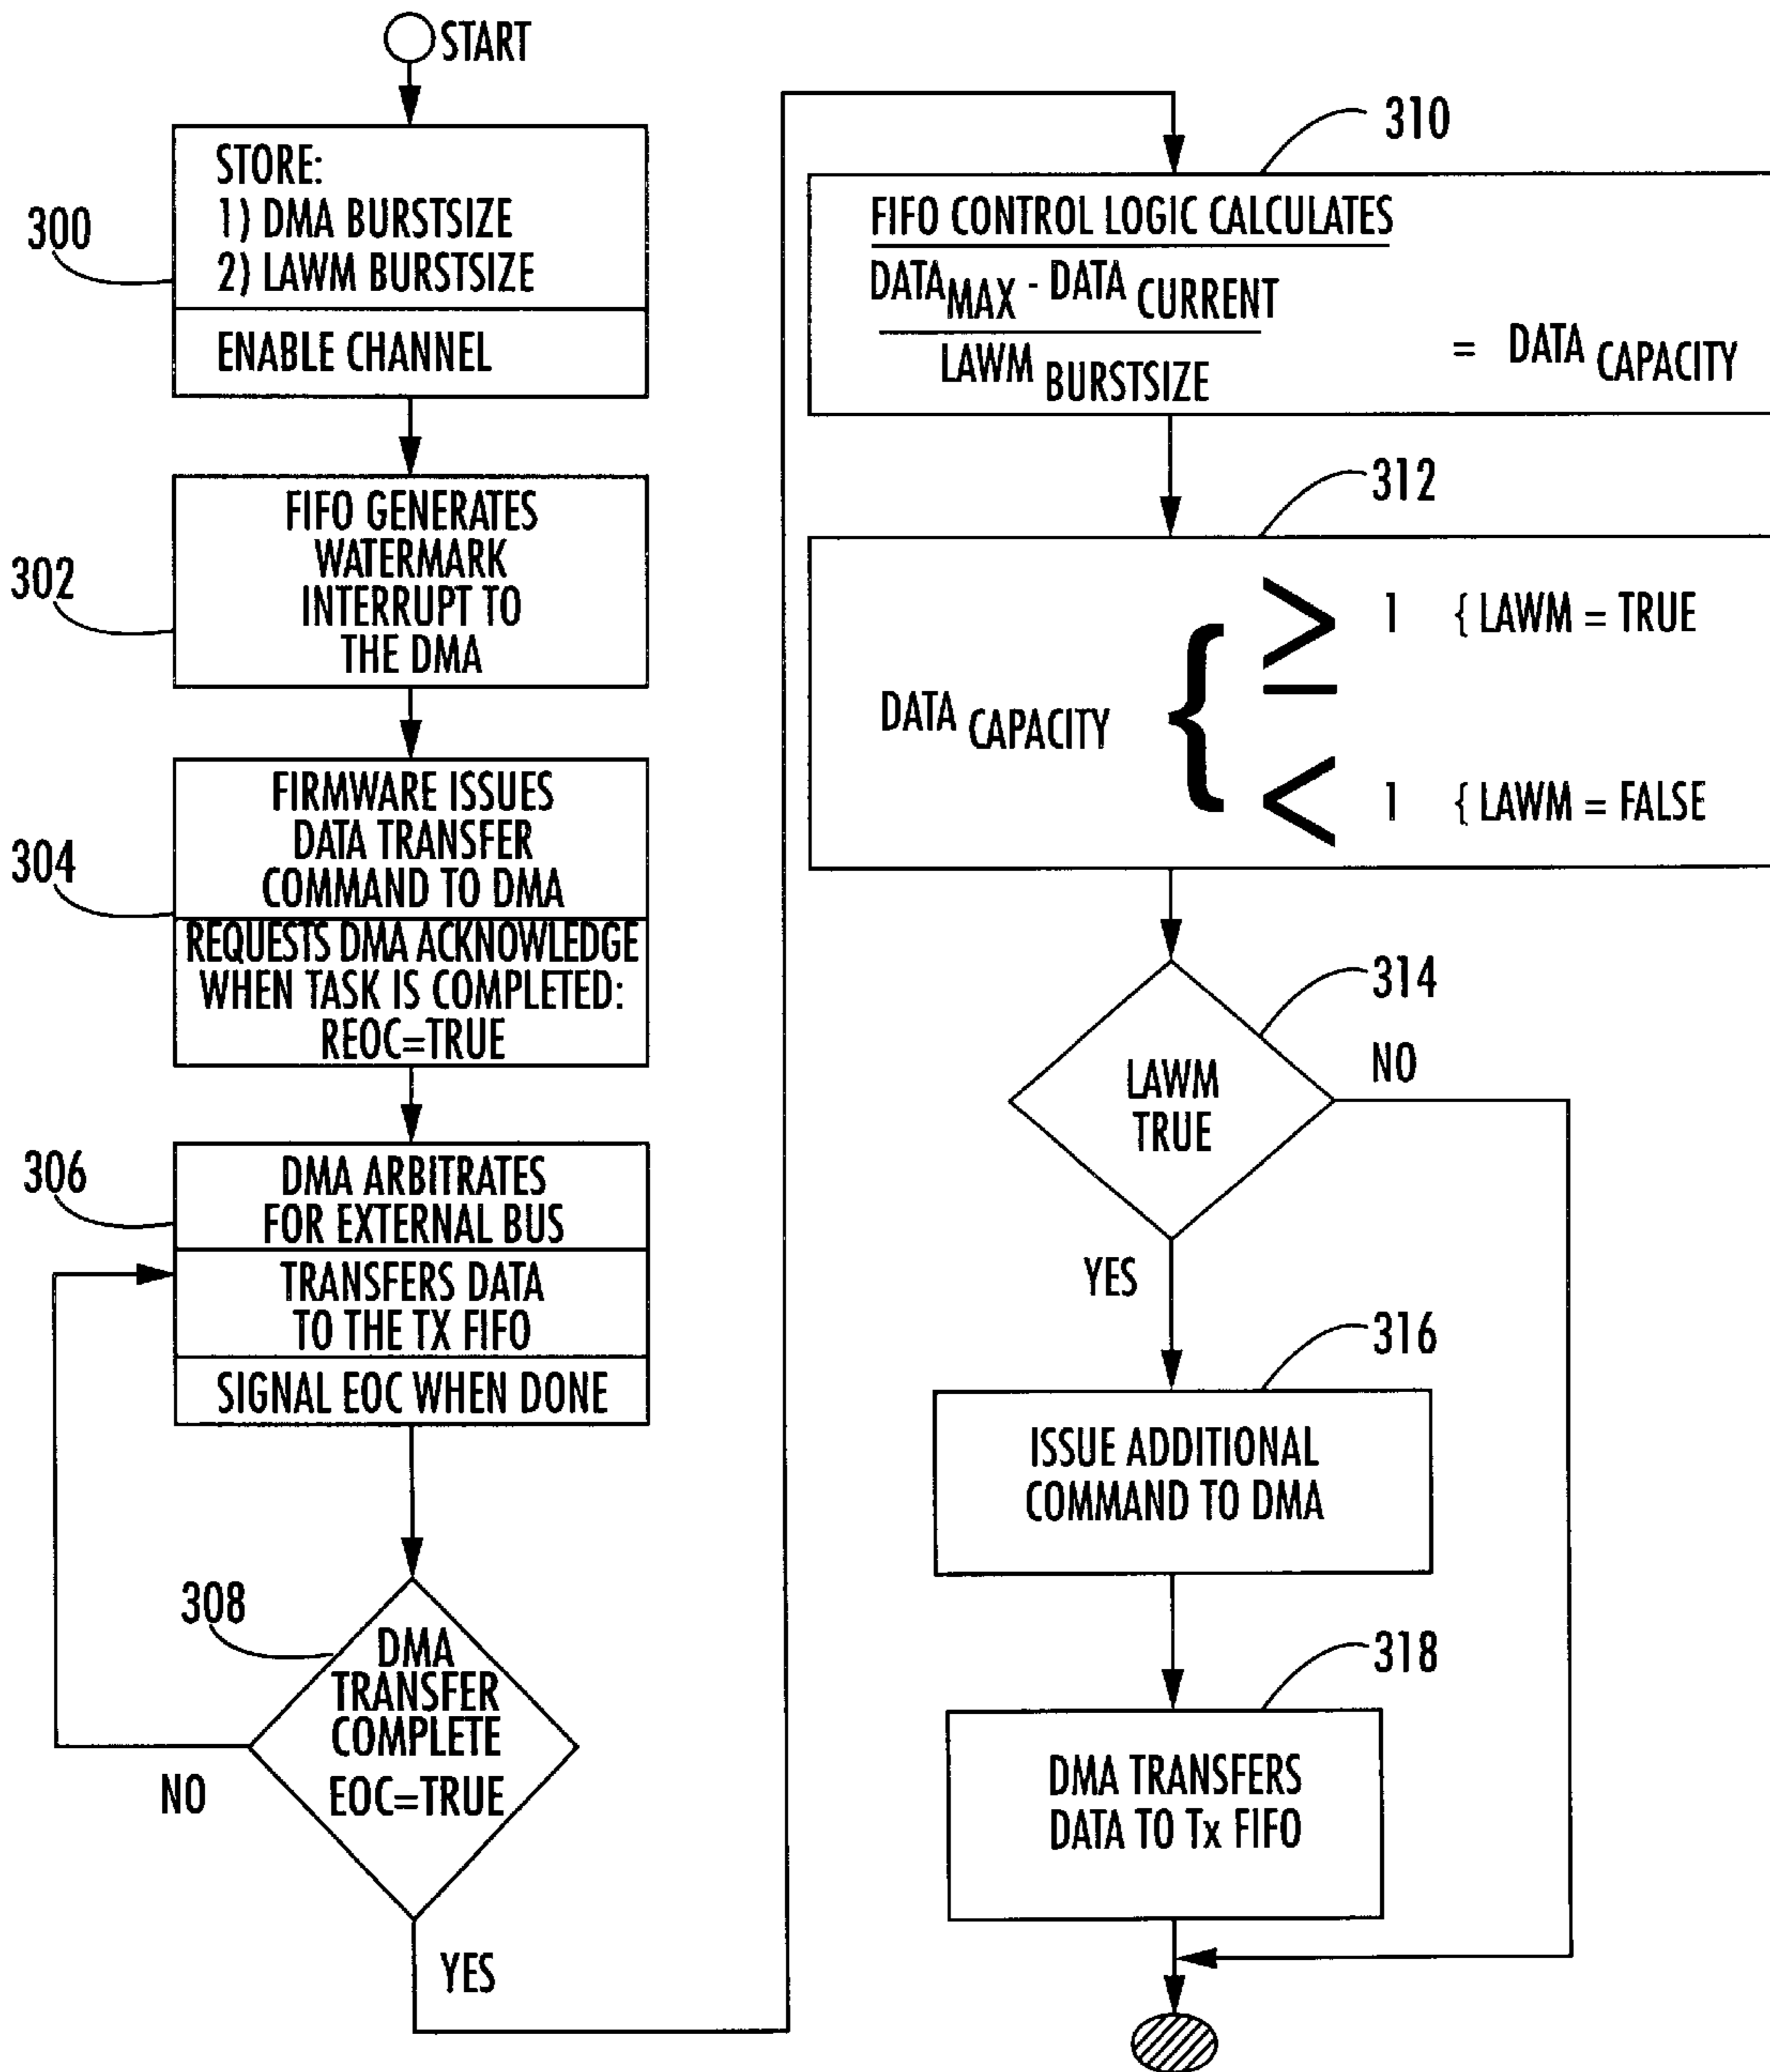 START
300
STORE:
1) DMA BURSTSIZE
2) LAWM BURSTSIZE
ENABLE CHANNEL
302
FIFO GENERATES
WATERMARK
INTERRUPT TO
THE DMA
304
FIRMWARE ISSUES
DATA TRANSFER
COMMAND TO DMA
REQUESTS DMA ACKNOWLEDGE
WHEN TASK IS COMPLETED:
REOC=TRUE
306
DMA ARBITRATES
FOR EXTERNAL BUS
TRANSFERS DATA
TO THE TX FIFO
SIGNAL EOC WHEN DONE
308
DMA
TRANSFER
COMPLETE
EOC=TRUE
NO
YES
310
FIFO CONTROL LOGIC CALCULATES
DATA MAX - DATA CURRENT
LAWM BURSTSIZE
= DATA CAPACITY
312
≥ 1 { LAWM = TRUE
DATA CAPACITY {
< 1 { LAWM = FALSE
314
LAWM
TRUE
NO
YES
316
ISSUE ADDITIONAL
COMMAND TO DMA
318
DMA TRANSFERS
DATA TO Tx FIFO